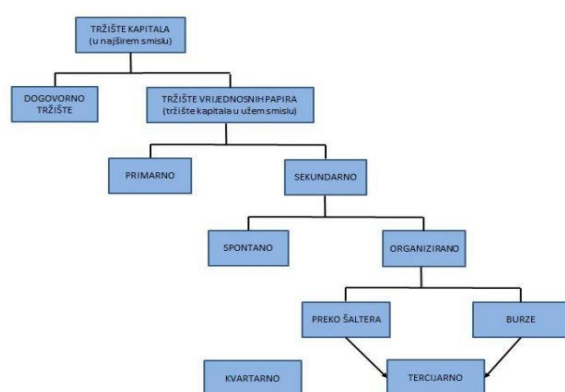 TRŽIŠTE KAPITALA
(u najširem smislu)
DOGOVORNO
TRŽIŠTE
TRŽIŠTE VRIJEDNOSNIH PAPIRA
(tržište kapitala u užem smislu)
PRIMARNO
SEKUNDARNO
SPONTANO
ORGANIZIRANO
PREKO ŠALTERA
BURZE
KVARTARNO
TERCIJARNO